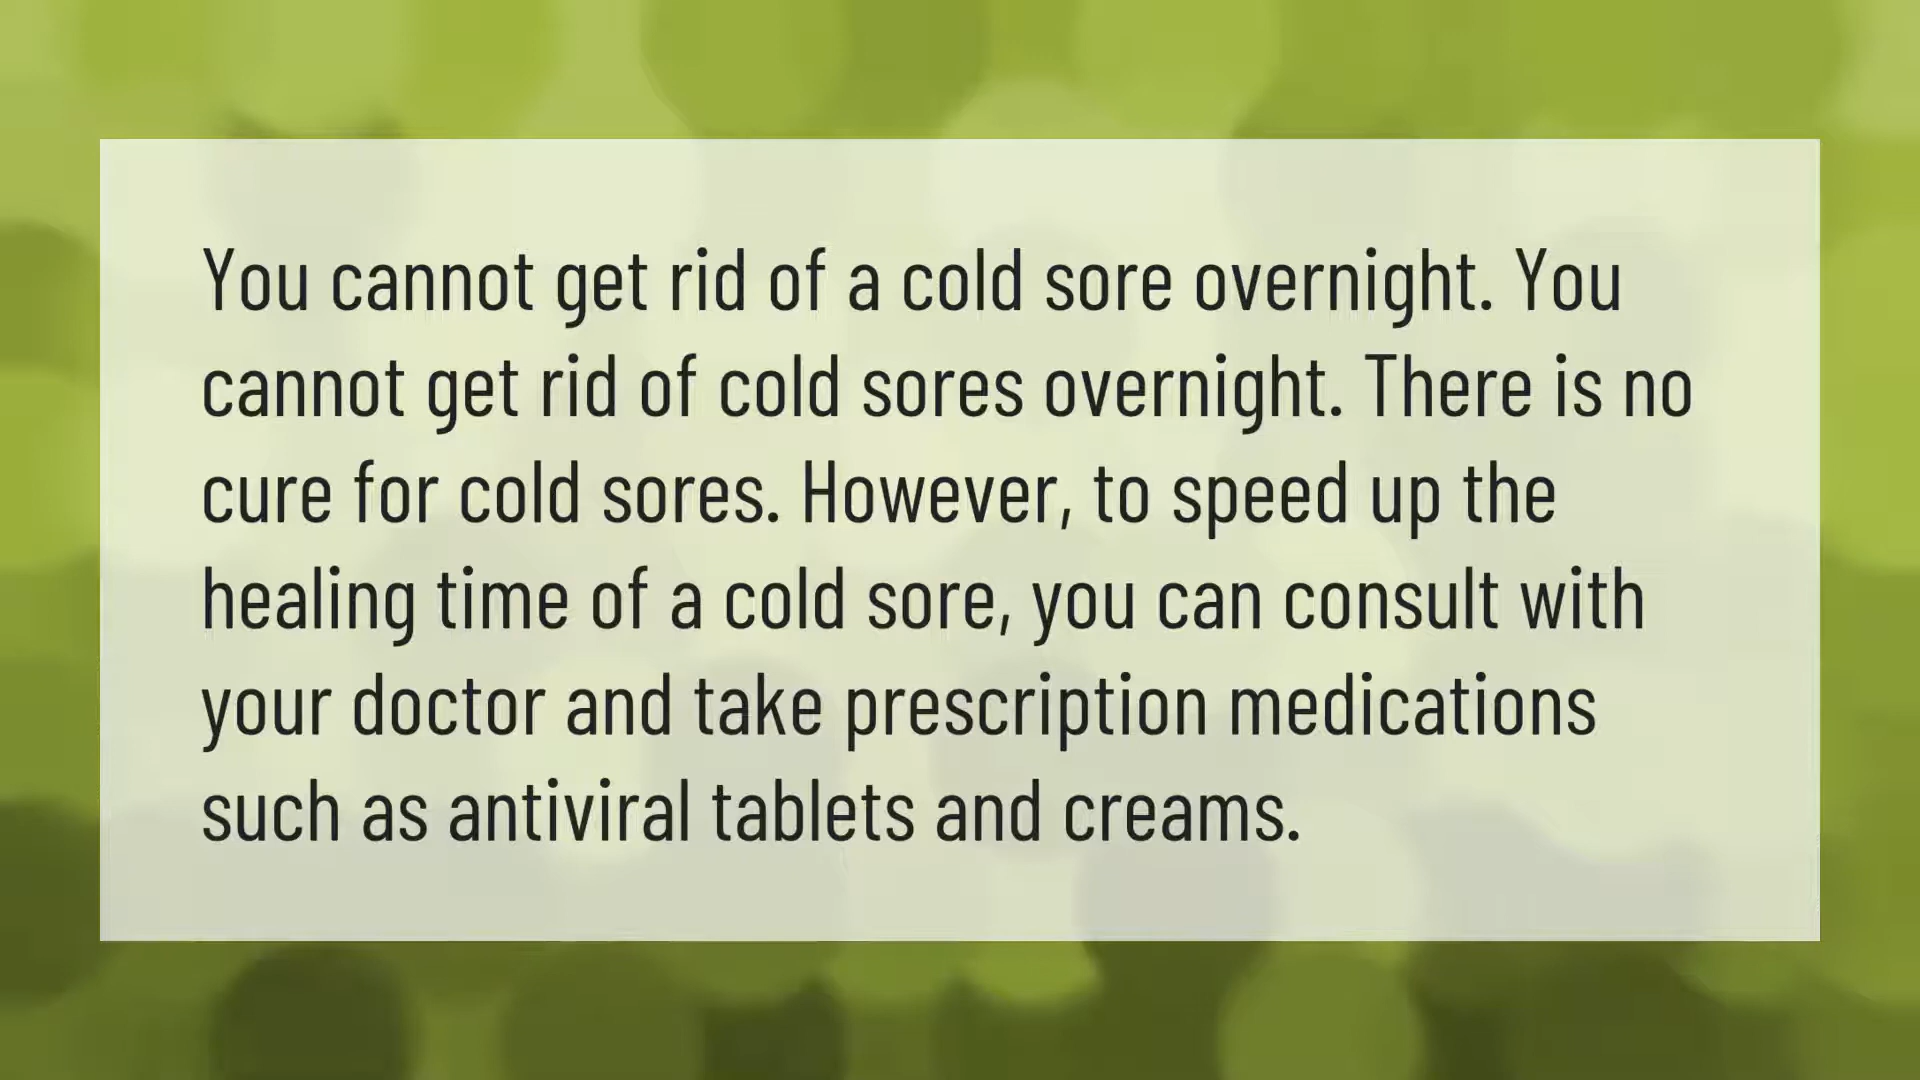 You cannot get rid of a cold sore overnight. You
cannot get rid of cold sores overnight. There is no
cure for cold sores. However, to speed up the
healing time of a cold sore, you can consult with
your doctor and take prescription medications
such as antiviral tablets and creams.